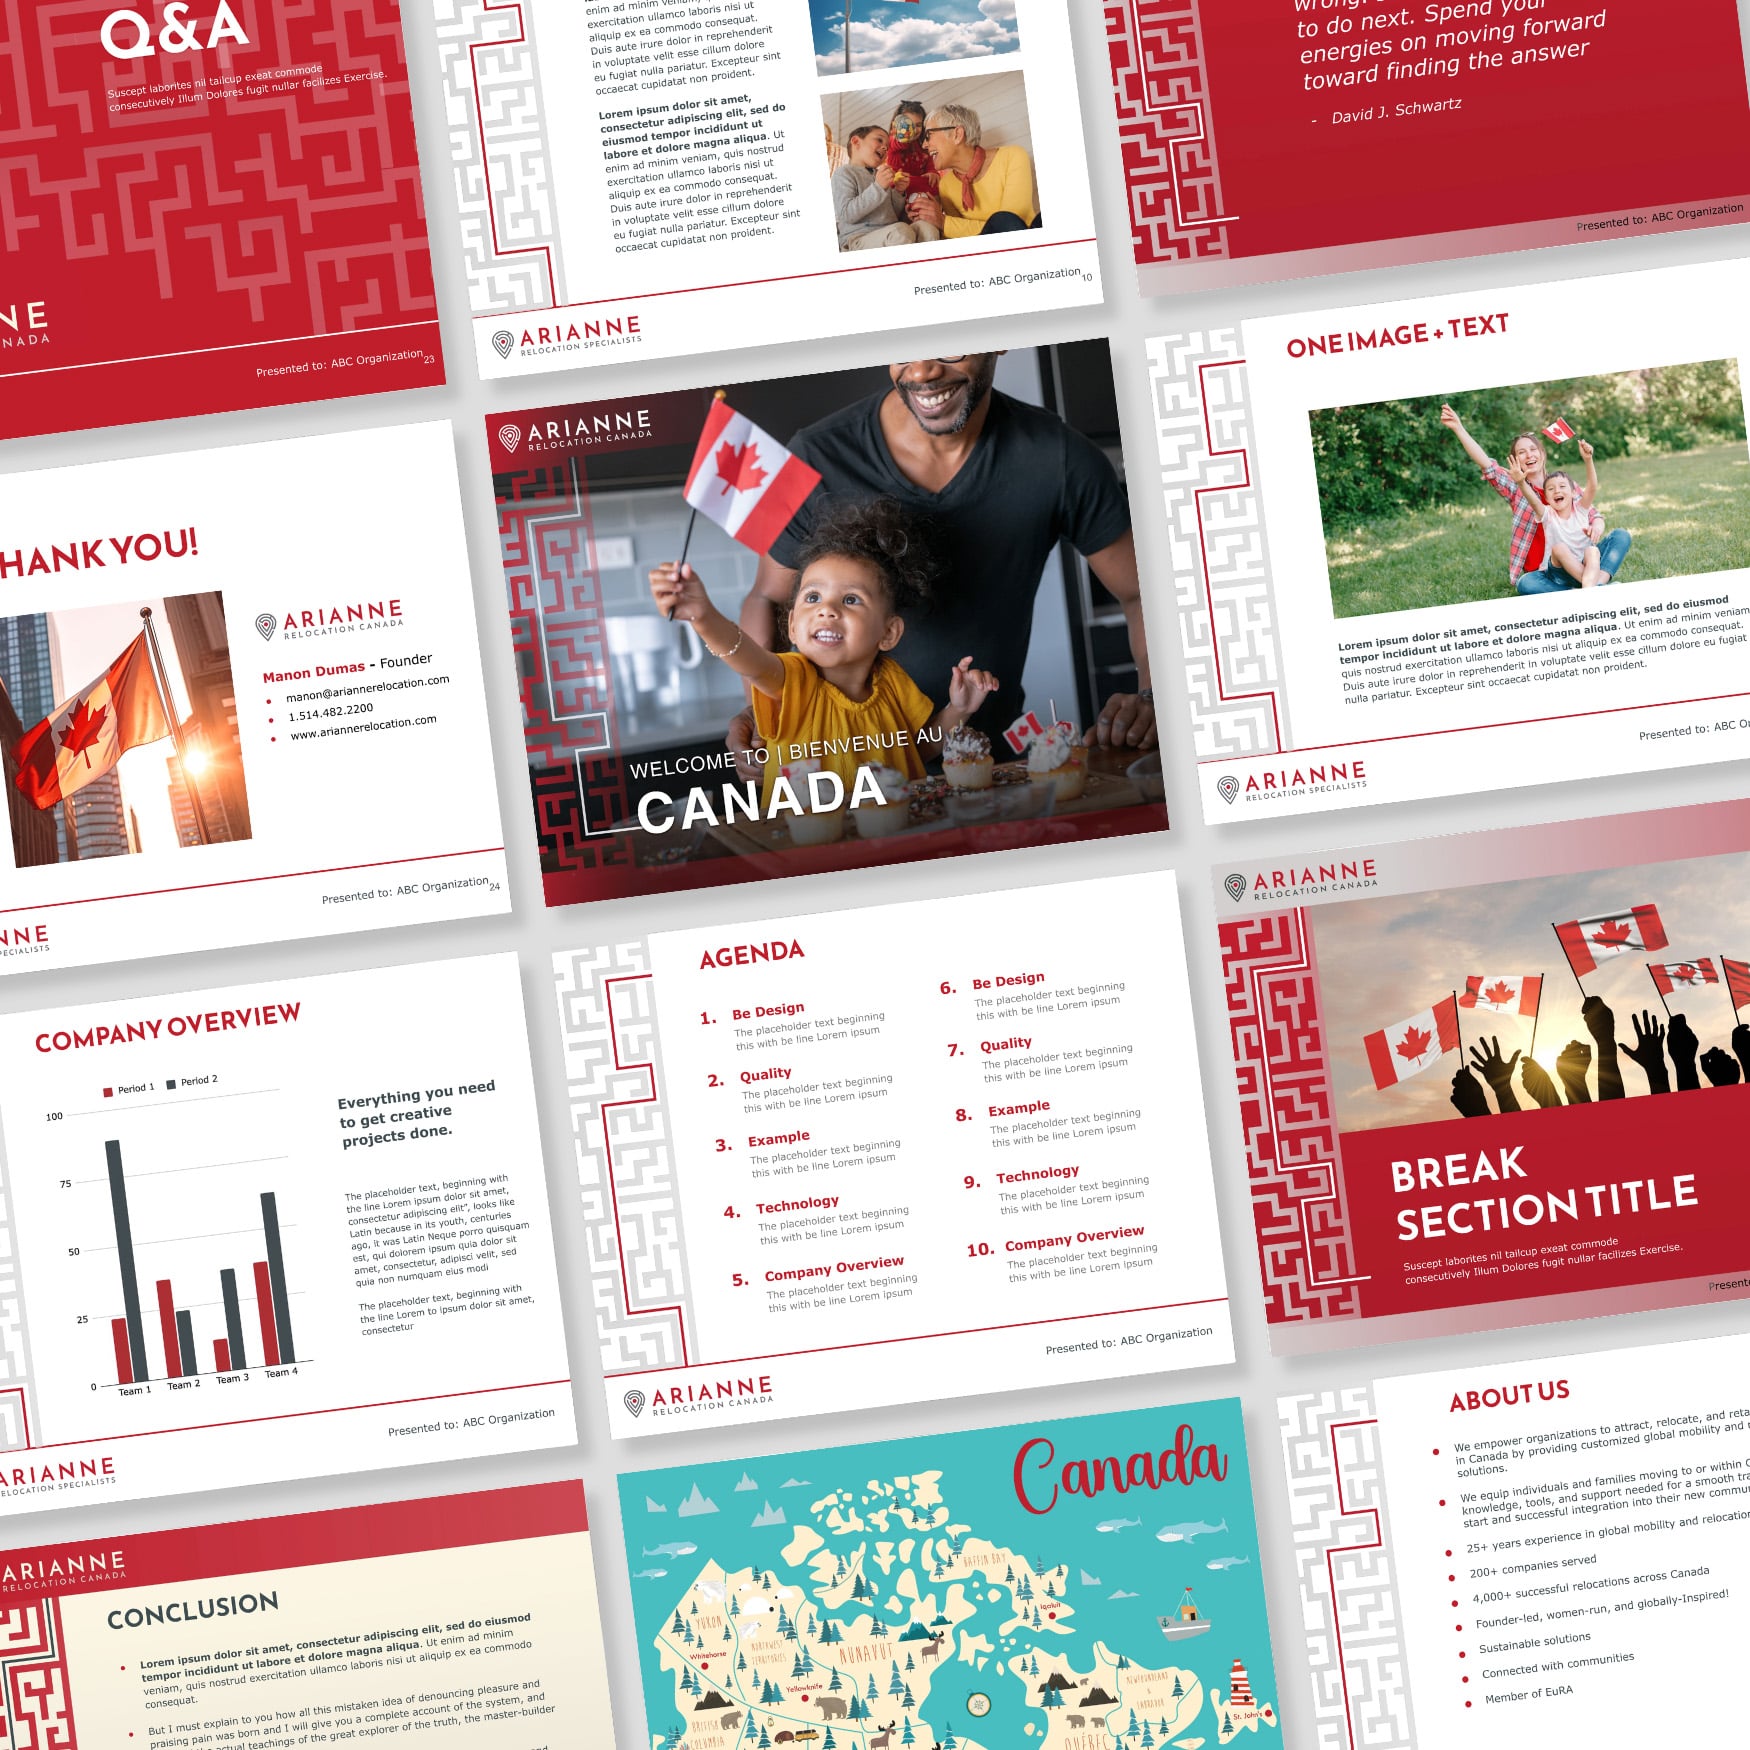 Q&A
Suscept laborites nil tailcup exeat commode
consecutively Illum Dolores fugit nullar facilizes Exercise.
NE
NADA
Presented to: ABC Organization
23
enim ad minim veniam,
exercitation ullamco laboris nisi ut
aliquip ex ea commodo consequat.
Duis aute irure dolor in reprehenderit
in voluptate velit esse cillum dolore
eu fugiat nulla pariatur. Excepteur sint
occaecat cupidatat non proident.
Lorem ipsum dolor sit amet,
consectetur adipiscing elit, sed do
eiusmod tempor incididunt ut
labore et dolore magna aliqua. Ut
enim ad minim veniam, quis nostrud
exercitation ullamco laboris nisi ut
aliquip ex ea commodo consequat.
Duis aute irure dolor in reprehenderit
in voluptate velit esse cillum dolore
eu fugiat nulla pariatur. Excepteur sint
occaecat cupidatat non proident.
Presented to: ABC Organization
10
ARIANNE
RELOCATION SPECIALISTS
wrong.
to do next. Spend your
energies on moving forward
toward finding the answer
- David J. Schwartz
Presented to: ABC Organization
HANK YOU!
ARIANNE
RELOCATION CANADA
Manon Dumas - Founder
• manon@ariannerelocation.com
• 1.514.482.2200
• www.ariannerelocation.com
Presented to: ABC Organization
24
NNE
ECIALISTS
ARIANNE
RELOCATION CANADA
WELCOME TO | BIENVENUE AU
CANADA
ONE IMAGE + TEXT
Lorem ipsum dolor sit amet, consectetur adipiscing elit, sed do eiusmod
tempor incididunt ut labore et dolore magna aliqua. Ut enim ad minim veniam
quis nostrud exercitation ullamco laboris nisi ut aliquip ex ea commodo consequat.
Duis aute irure dolor in reprehenderit in voluptate velit esse cillum dolore eu fugiat
nulla pariatur. Excepteur sint occaecat cupidatat non proident.
Presented to: ABC Or
ARIANNE
RELOCATION SPECIALISTS
COMPANY OVERVIEW
Period 1
Period 2
100
75
50
25
0
Team 1
Team 2
Team 3
Team 4
Everything you need
to get creative
projects done.
The placeholder text, beginning with
the line Lorem ipsum dolor sit amet,
consectetur adipiscing elit", looks like
Latin because in its youth, centuries
ago, it was Latin Neque porro quisquam
est, qui dolorem ipsum quia dolor sit
amet, consectetur, adipisci velit, sed
quia non numquam eius modi
The placeholder text, beginning with
the line Lorem to ipsum dolor sit amet,
consectetur
Presented to: ABC Organization
ARIANNE
ELOCATION SPECIALISTS
AGENDA
1. Be Design
The placeholder text beginning
this with be line Lorem ipsum
2. Quality
The placeholder text beginning
this with be line Lorem ipsum
3. Example
The placeholder text beginning
this with be line Lorem ipsum
4. Technology
The placeholder text beginning
this with be line Lorem ipsum
5. Company Overview
The placeholder text beginning
this with be line Lorem ipsum
6. Be Design
The placeholder text beginning
this with be line Lorem ipsum
7. Quality
The placeholder text beginning
this with be line Lorem ipsum
8. Example
The placeholder text beginning
this with be line Lorem ipsum
9. Technology
The placeholder text beginning
this with be line Lorem ipsum
10. Company Overview
The placeholder text beginning
this with be line Lorem ipsum
Presented to: ABC Organization
ARIANNE
RELOCATION CANADA
ARIANNE
RELOCATION CANADA
BREAK
SECTION TITLE
Suscept laborites nil tailcup exeat commode
consecutively Illum Dolores fugit nullar facilizes Exercise.
Presente
ARIANNE
RELOCATION CANADA
CONCLUSION
• Lorem ipsum dolor sit amet, consectetur adipiscing elit, sed do eiusmod
tempor incididunt ut labore et dolore magna aliqua. Ut enim ad minim
veniam, quis nostrud exercitation ullamco laboris nisi ut aliquip ex ea commodo
consequat.
• But I must explain to you how all this mistaken idea of denouncing pleasure and
praising pain was born and I will give you a complete account of the system, and
actual teachings of the great explorer of the truth, the master-builder
Canada
BAFFIN BAY
Iqaluit
YUKON
Whitehorse
NORTHWEST
TERRITORIES
NUNAVUT
Yellowknife
BRITISH
COLUMBIA
NEWFOUNDLAND
&
LABRADOR
QUÉBEC
St. John's
ABOUT US
• We empower organizations to attract, relocate, and reta
in Canada by providing customized global mobility and
solutions.
• We equip individuals and families moving to or within C
knowledge, tools, and support needed for a smooth tra
start and successful integration into their new commun
• 25+ years experience in global mobility and relocation
• 200+ companies served
• 4,000+ successful relocations across Canada
• Founder-led, women-run, and globally-Inspired!
• Sustainable solutions
• Connected with communities
• Member of EuRA